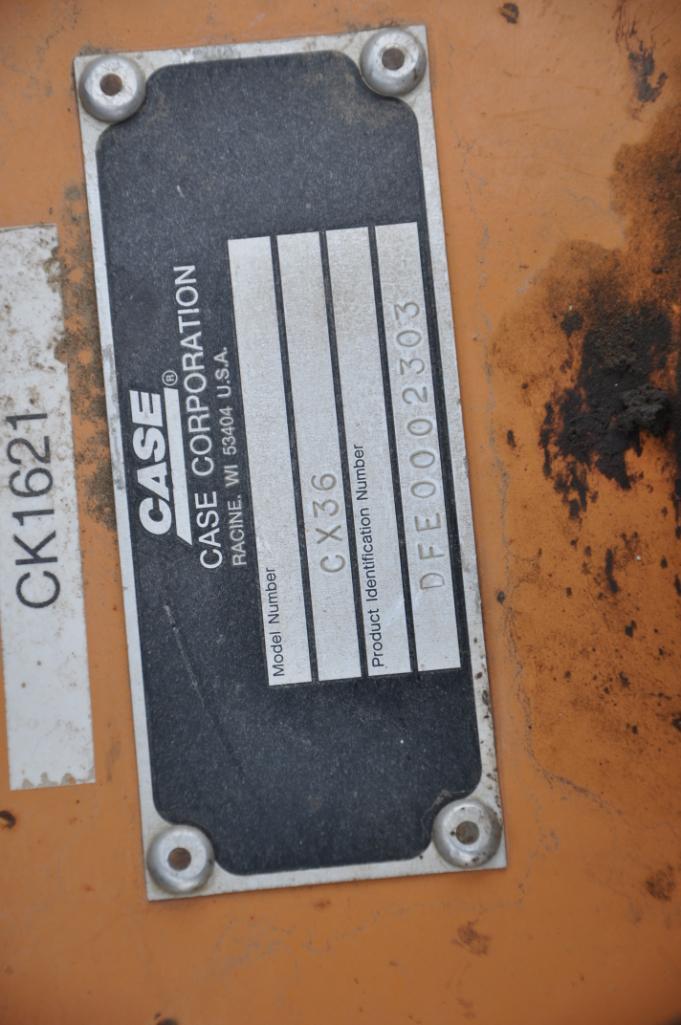 CK1621
CASE®
CASE CORPORATION
RACINE. WI 53404 U.S.A.
Model Number
CX36
Product Identification Number
DFE0002303